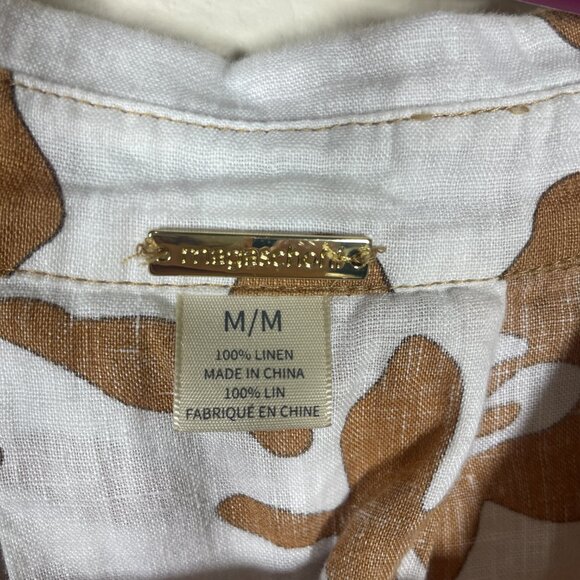 M/M
100% LINEN
MADE IN CHINA
100% LIN
FABRIQUÉ EN CHINE